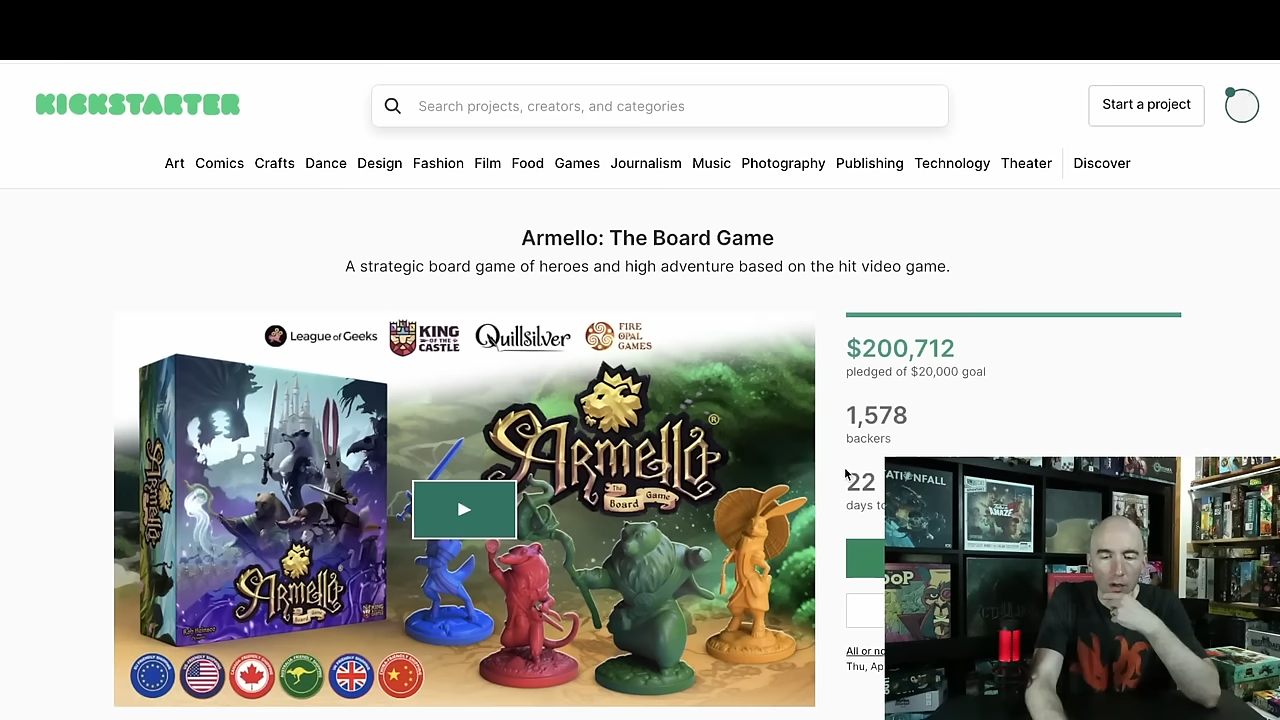 KICKSTARTER
Search projects, creators, and categories
Start a project
Art Comics Crafts Dance Design Fashion Film Food Games Journalism Music Photography Publishing Technology Theater Discover
Armello: The Board Game
A strategic board game of heroes and high adventure based on the hit video game.
League of Geeks
KING OF THE CASTLE
Quillsilver
FIRE OPAL GAMES
$200,712
pledged of $20,000 goal
1,578
backers
22
days to
All or no
Thu, Ap
Armello ®
The Board Game
Armello
Armello
Board Game